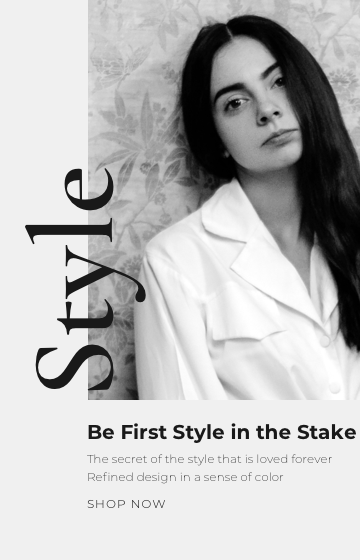 Style
Be First Style in the Stake
The secret of the style that is loved forever
Refined design in a sense of color
SHOP NOW